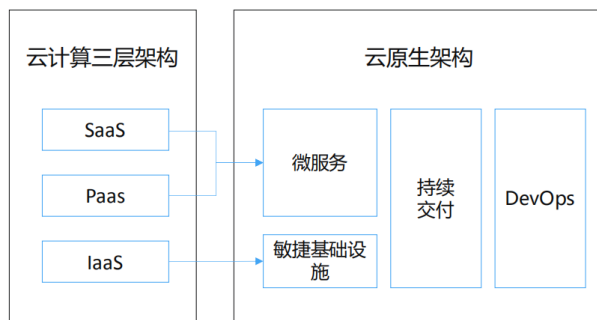 云计算三层架构
云原生架构
SaaS
Paas
IaaS
微服务
敏捷基础设
施
持续
交付
DevOps